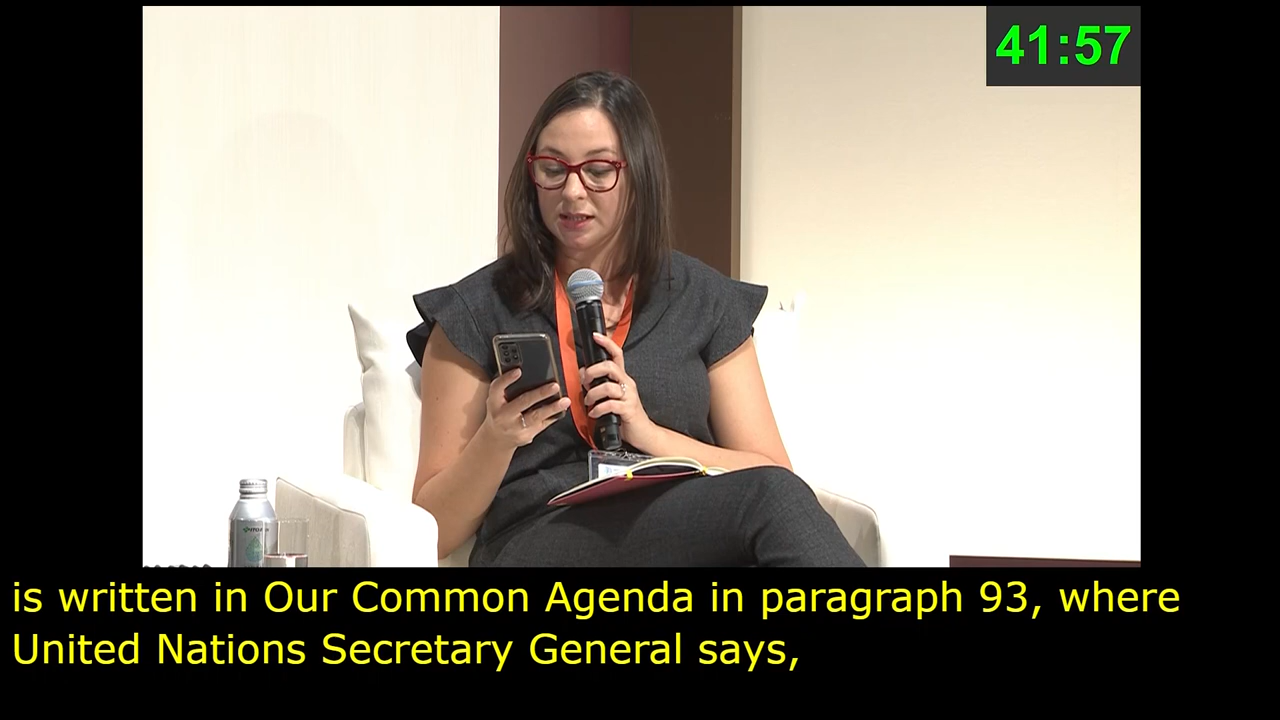 41:57
is written in Our Common Agenda in paragraph 93, where
United Nations Secretary General says,